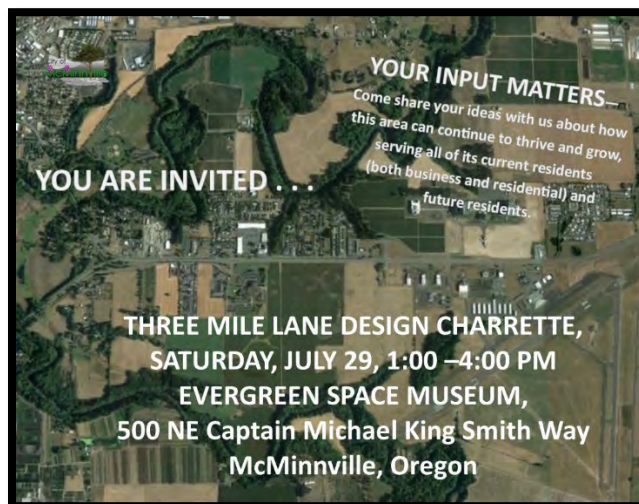 City of
McMinnville
YOUR INPUT MATTERS—
Come share your ideas with us about how
this area can continue to thrive and grow,
serving all of its current residents
(both business and residential) and
future residents.
YOU ARE INVITED . . .
THREE MILE LANE DESIGN CHARRETTE,
SATURDAY, JULY 29, 1:00 –4:00 PM
EVERGREEN SPACE MUSEUM,
500 NE Captain Michael King Smith Way
McMinnville, Oregon